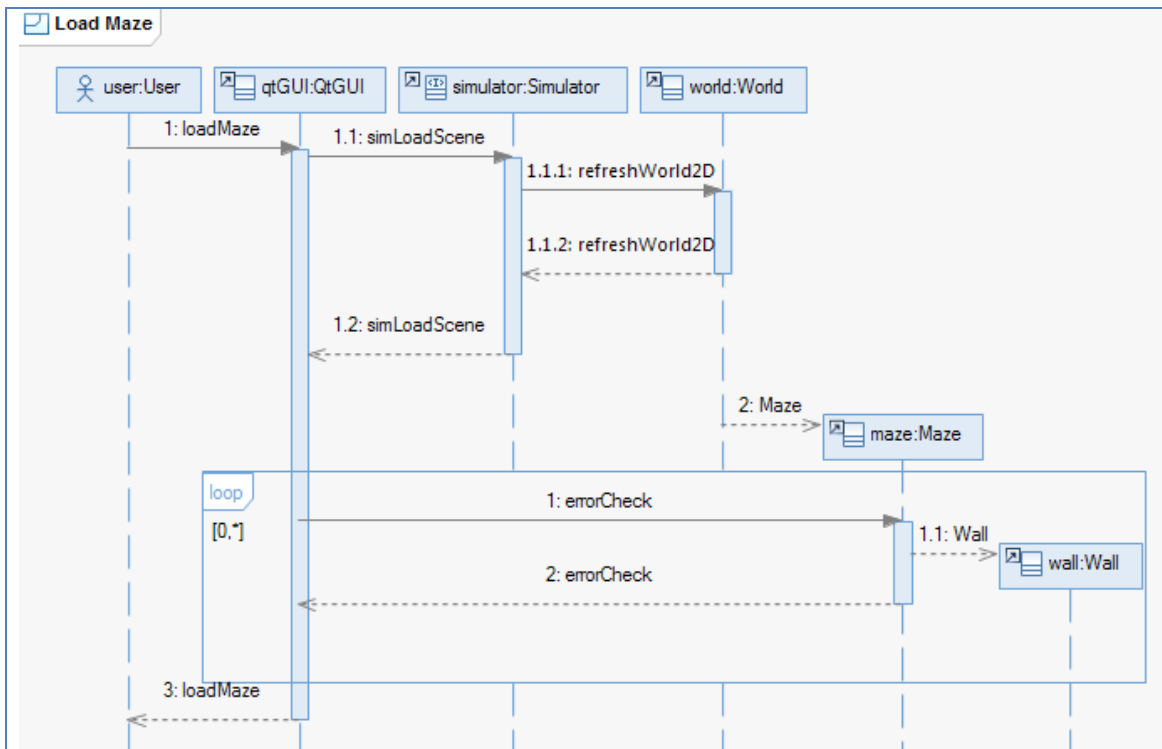 Load Maze
user:User
qtGUI:QtGUI
simulator:Simulator
world:World
1: loadMaze
1.1: simLoadScene
1.1.1: refreshWorld2D
1.1.2: refreshWorld2D
1.2: simLoadScene
2: Maze
maze:Maze
loop
[0,*]
1: errorCheck
1.1: Wall
wall:Wall
2: errorCheck
3: loadMaze